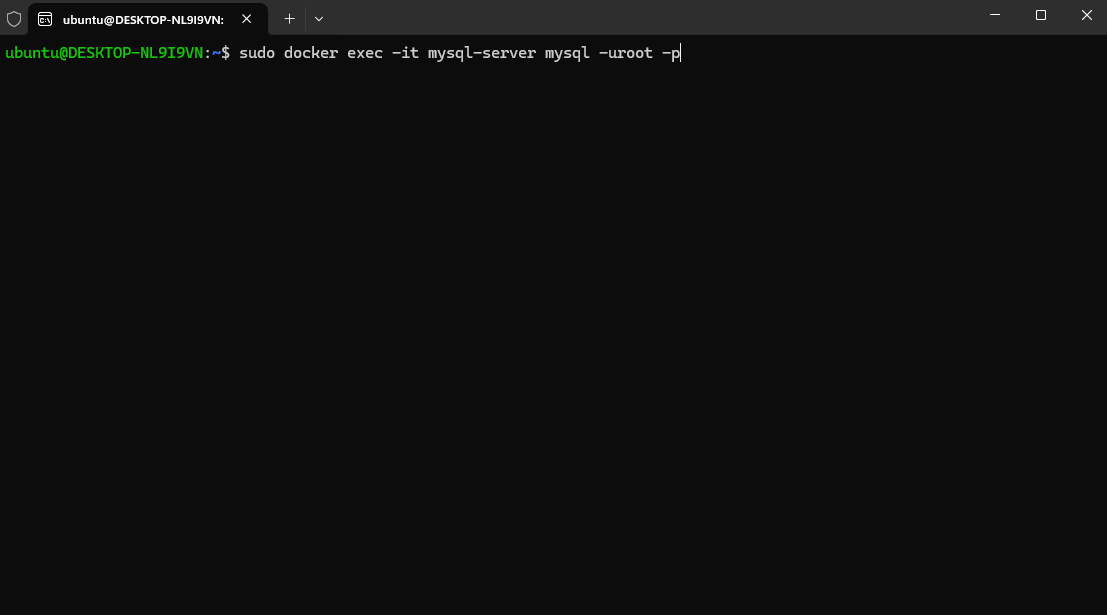 ubuntu@DESKTOP-NL9I9VN:
ubuntu@DESKTOP-NL9I9VN:~$ sudo docker exec -it mysql-server mysql -uroot -p